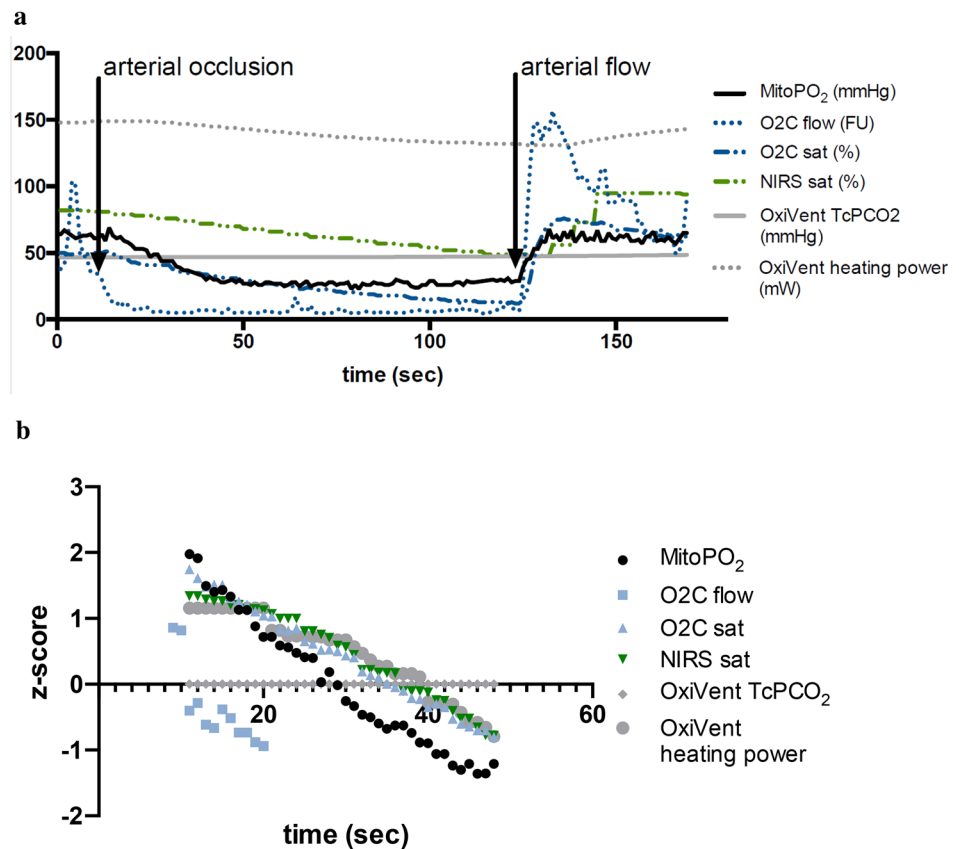 a
200
150
100
50
0
arterial occlusion
arterial flow
0
50
100
150
time (sec)
MitoPO₂ (mmHg)
O2C flow (FU)
O2C sat (%)
NIRS sat (%)
OxiVent TcPCO2
(mmHg)
OxiVent heating power
(mW)
b
3
2
1
0
-1
-2
z-score
20
40
60
time (sec)
MitoPO₂
O2C flow
O2C sat
NIRS sat
OxiVent TcPCO₂
OxiVent
heating power